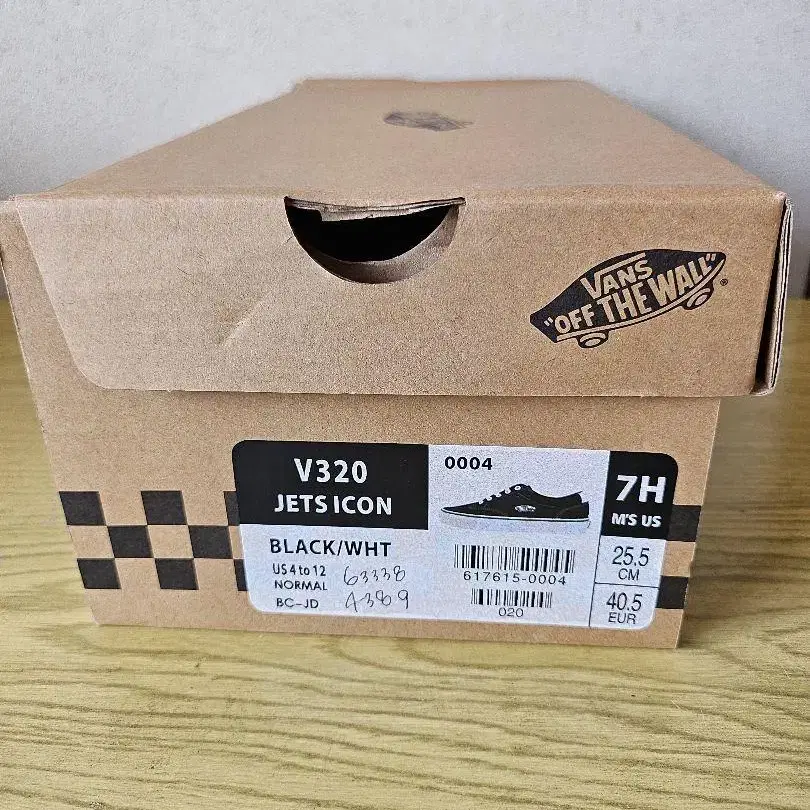 VANS
"OFF THE WALL"
®
V320
JETS ICON
0004
7H
M'S US
BLACK/WHT
US 4 to 12
NORMAL
BC-JD
63338
4389
617615-0004
020
25.5
CM
40.5
EUR